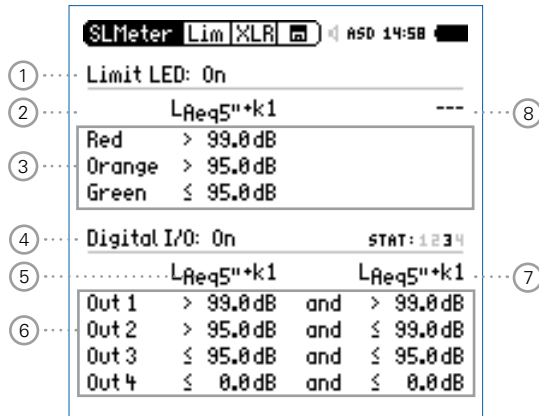 SLMeter Lim XLR ASD 14:58
1 Limit LED: On
2 LAeq5"+k1 --- 8
Red > 99.0dB
3 Orange > 95.0dB
Green ≤ 95.0dB
4 Digital I/O: On STAT: 1234
5 LAeq5"+k1 LAeq5"+k1 7
Out 1 > 99.0dB and > 99.0dB
6 Out 2 > 95.0dB and ≤ 99.0dB
Out 3 ≤ 95.0dB and ≤ 95.0dB
Out 4 ≤ 0.0dB and ≤ 0.0dB